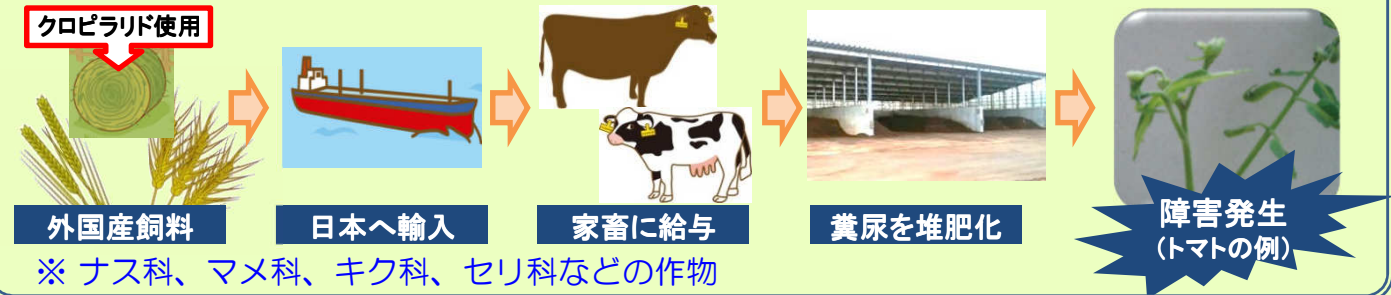 クロピラリド使用
外国産飼料
日本へ輸入
家畜に給与
糞尿を堆肥化
障害発生
(トマトの例)
※ ナス科、マメ科、キク科、セリ科などの作物